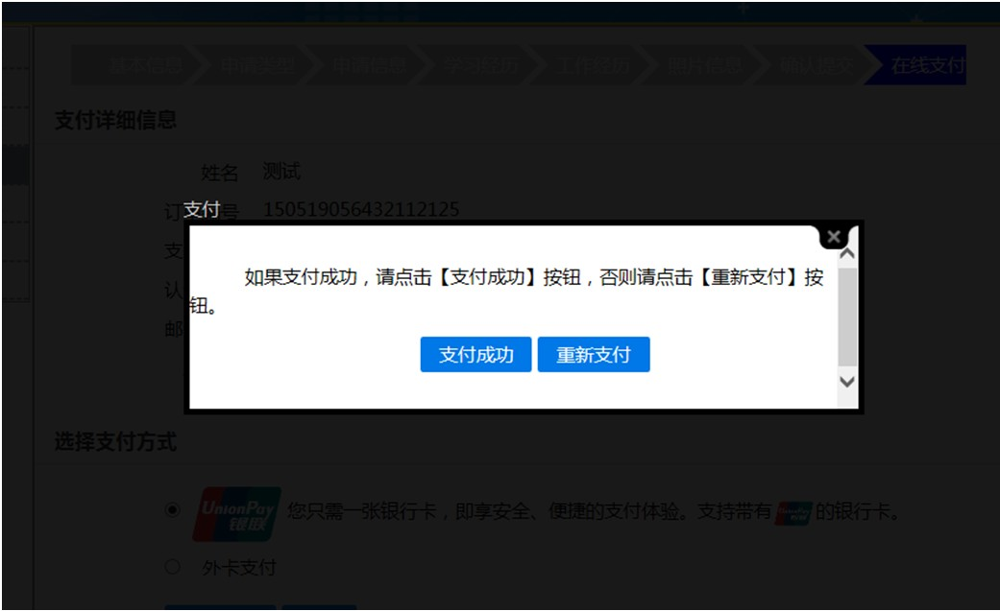 基本信息 申请类型 申请信息 学习经历 工作经历 照片信息 确认提交 在线支付
支付详细信息
姓名 测试
支付
订 号 150519056432112125
支
如果支付成功，请点击【支付成功】按钮，否则请点击【重新支付】按
认
钮。
邮
支付成功 重新支付
选择支付方式
UnionPay
银联
您只需一张银行卡，即享安全、便捷的支付体验。支持带有 的银行卡。
外卡支付